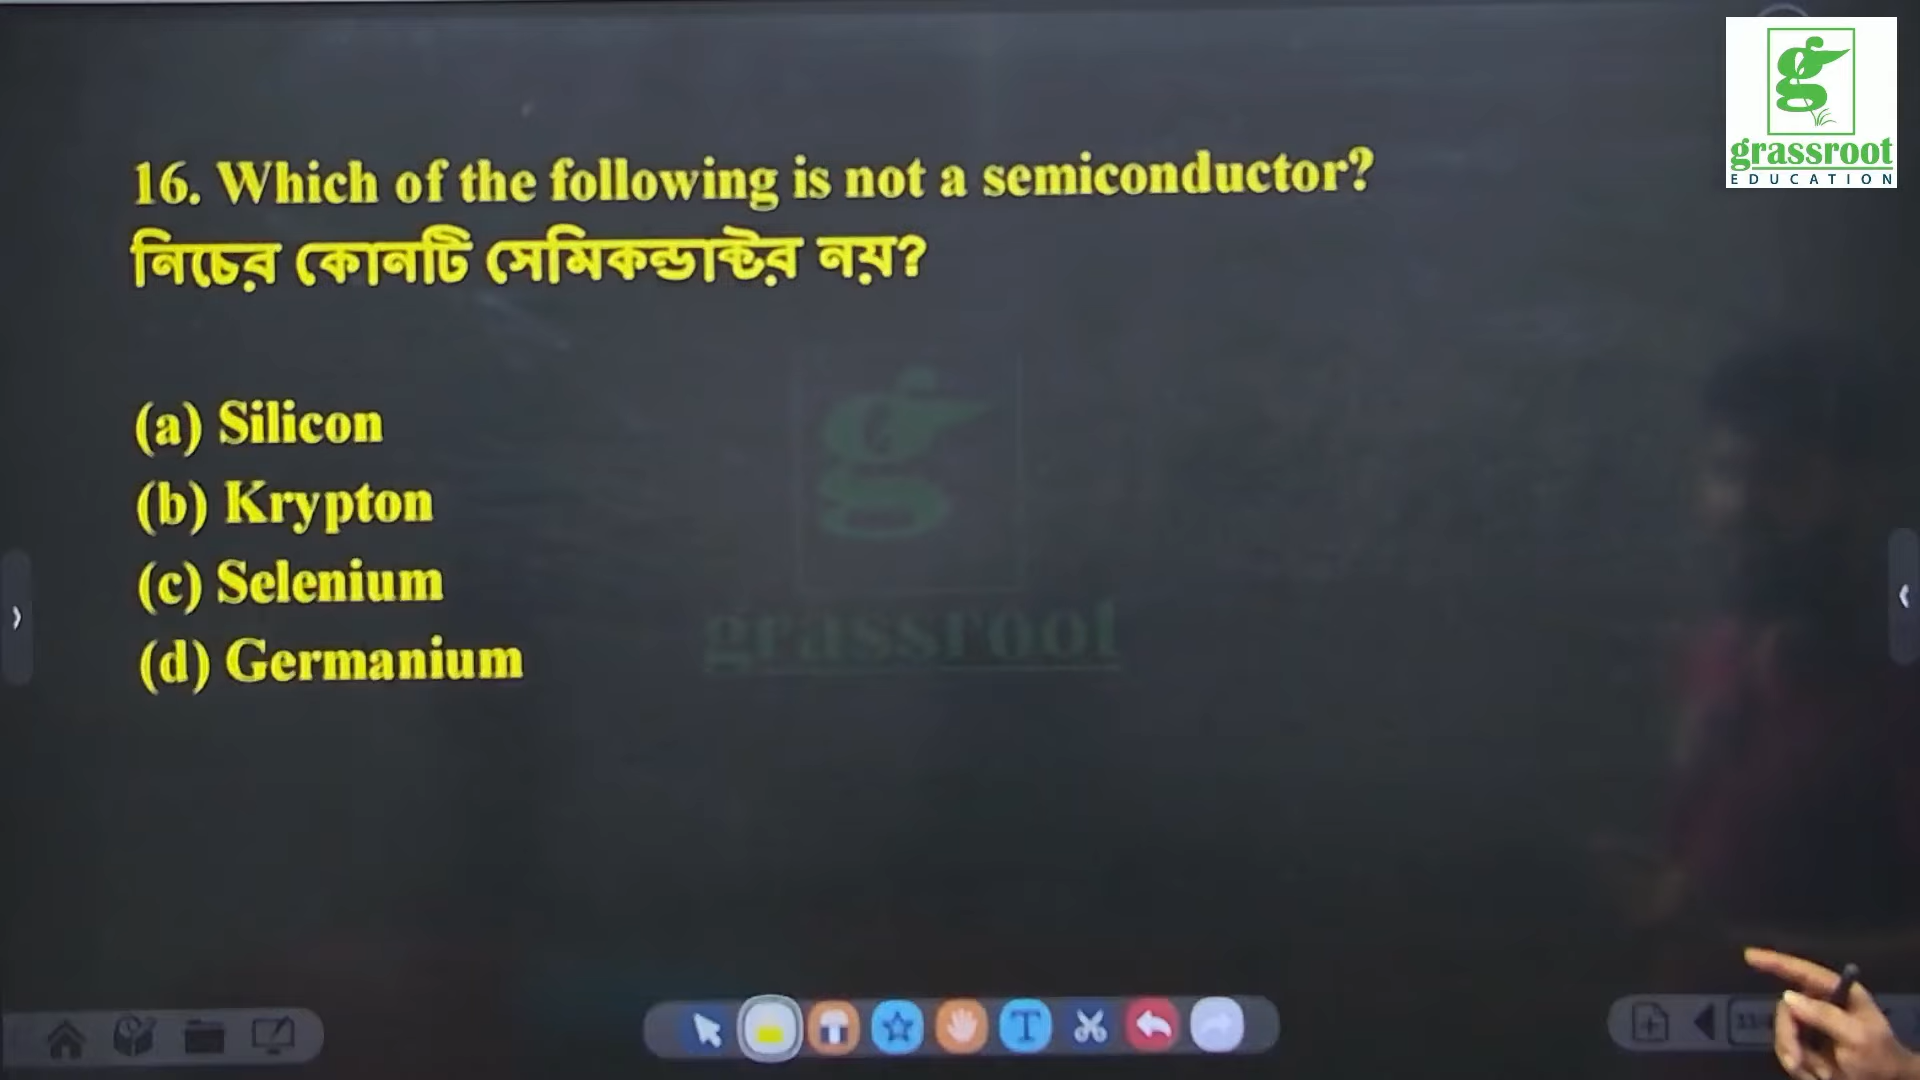 grassroot
EDUCATION
16. Which of the following is not a semiconductor?
নিচের কোনটি সেমিকন্ডাক্টর নয়?
(a) Silicon
(b) Krypton
(c) Selenium
(d) Germanium
grassroot
T